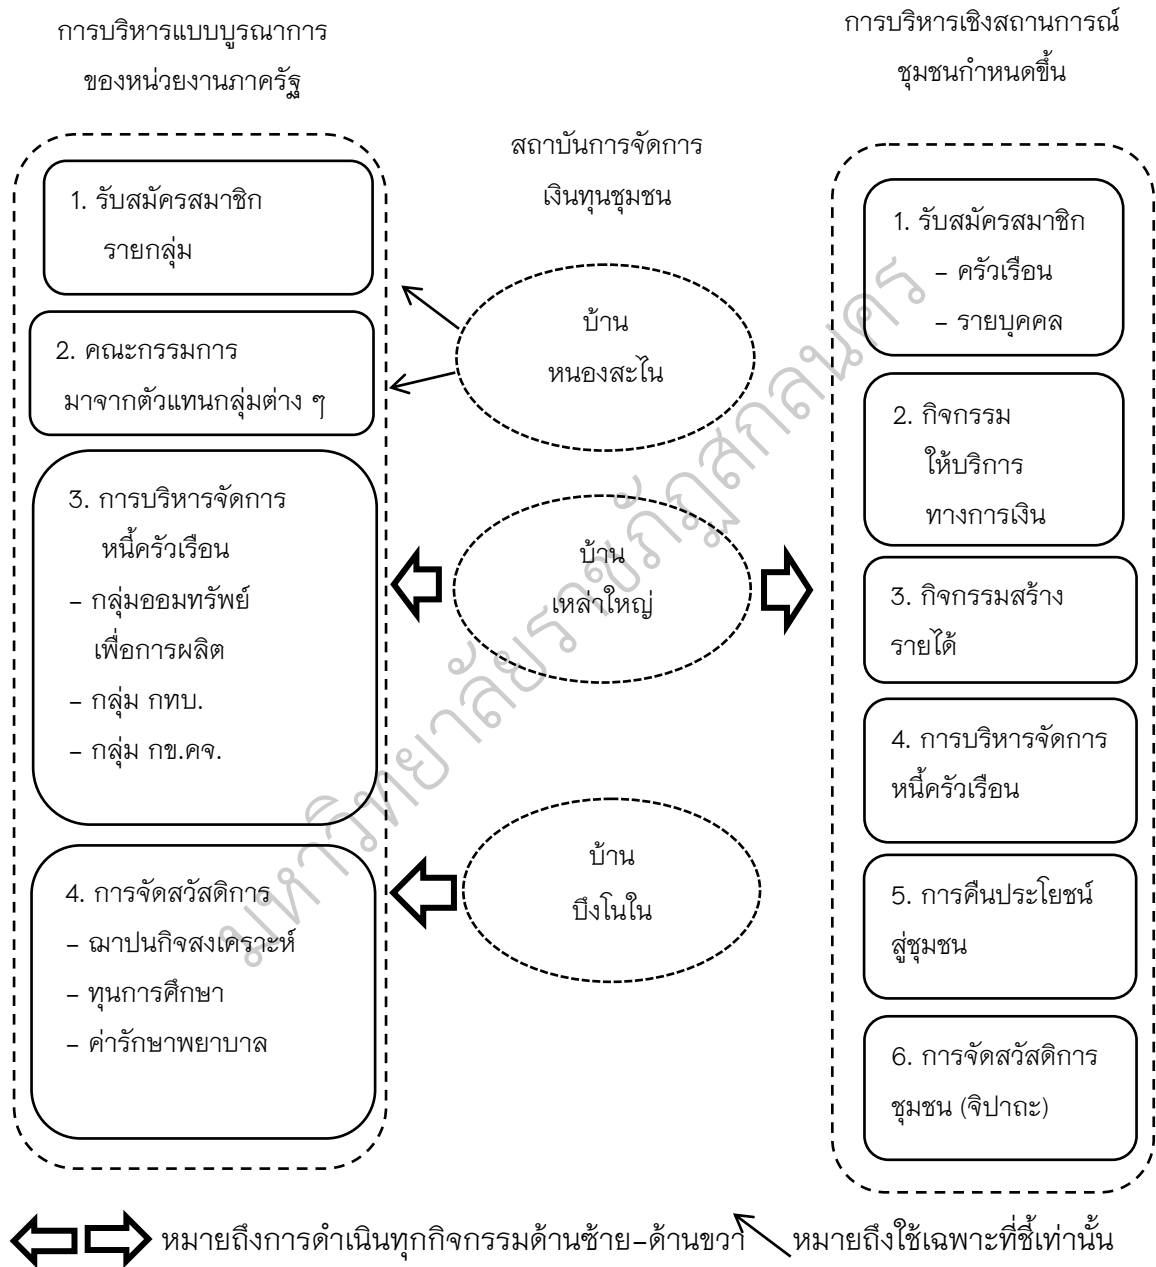 การบริหารแบบบูรณาการ
ของหน่วยงานภาครัฐ
1. รับสมัครสมาชิก
รายกลุ่ม
2. คณะกรรมการ
มาจากตัวแทนกลุ่มต่าง ๆ
3. การบริหารจัดการ
หนี้ครัวเรือน
- กลุ่มออมทรัพย์
เพื่อการผลิต
- กลุ่ม กทบ.
- กลุ่ม กข.คจ.
4. การจัดสวัสดิการ
- ฌาปนกิจสงเคราะห์
- ทุนการศึกษา
- ค่ารักษาพยาบาล
สถาบันการจัดการ
เงินทุนชุมชน
บ้าน
หนองสะไน
บ้าน
เหล่าใหญ่
บ้าน
บึงโนใน
การบริหารเชิงสถานการณ์
ชุมชนกำหนดขึ้น
1. รับสมัครสมาชิก
- ครัวเรือน
- รายบุคคล
2. กิจกรรม
ให้บริการ
ทางการเงิน
3. กิจกรรมสร้าง
รายได้
4. การบริหารจัดการ
หนี้ครัวเรือน
5. การคืนประโยชน์
สู่ชุมชน
6. การจัดสวัสดิการ
ชุมชน (จิปาถะ)
หมายถึงการดำเนินทุกกิจกรรมด้านซ้าย-ด้านขวา
หมายถึงใช้เฉพาะที่ชี้เท่านั้น
มหาวิทยาลัยราชภัฏสกลนคร